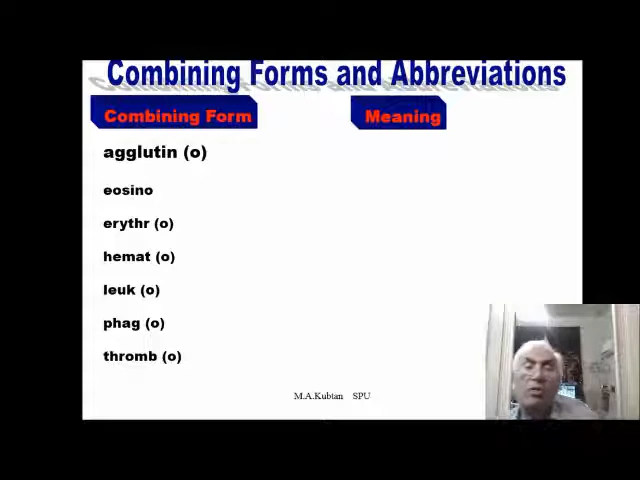 Combining Forms and Abbreviations
Combining Form Meaning
agglutin (o)
eosino
erythr (o)
hemat (o)
leuk (o)
phag (o)
thromb (o)
M.A.Kubtan SPU